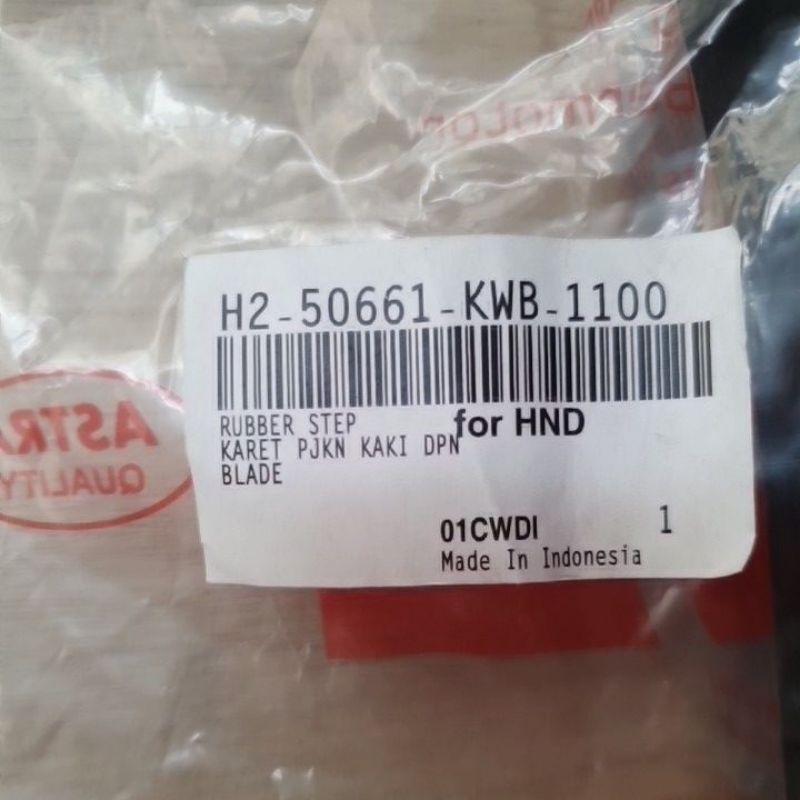 H2-50661-KWB-1100
RUBBER STEP
for HND
KARET PJKN KAKI DPN
BLADE
01CWDI
1
Made In Indonesia
ASTRA
QUALITY